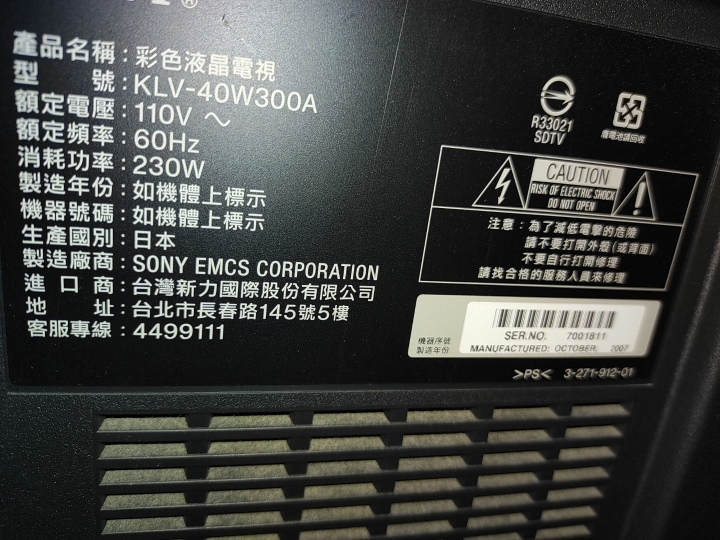 產品名稱：彩色液晶電視
型　　號：KLV-40W300A
額定電壓：110V ～
額定頻率：60Hz
消耗功率：230W
製造年份：如機體上標示
機器號碼：如機體上標示
生產國別：日本
製造廠商：SONY EMCS CORPORATION
進 口 商：台灣新力國際股份有限公司
地　　址：台北市長春路145號5樓
客服專線：4499111
R33021
SDTV
廢電池請回收
CAUTION
RISK OF ELECTRIC SHOCK
DO NOT OPEN
注意：為了減低電擊的危險
請不要打開外殼(或背面)
不要自行打開修理
請找合格的服務人員來修理
機器序號
製造年份
SER.NO. 7001811
MANUFACTURED: OCTOBER, 2007
>PS< 3-271-912-01